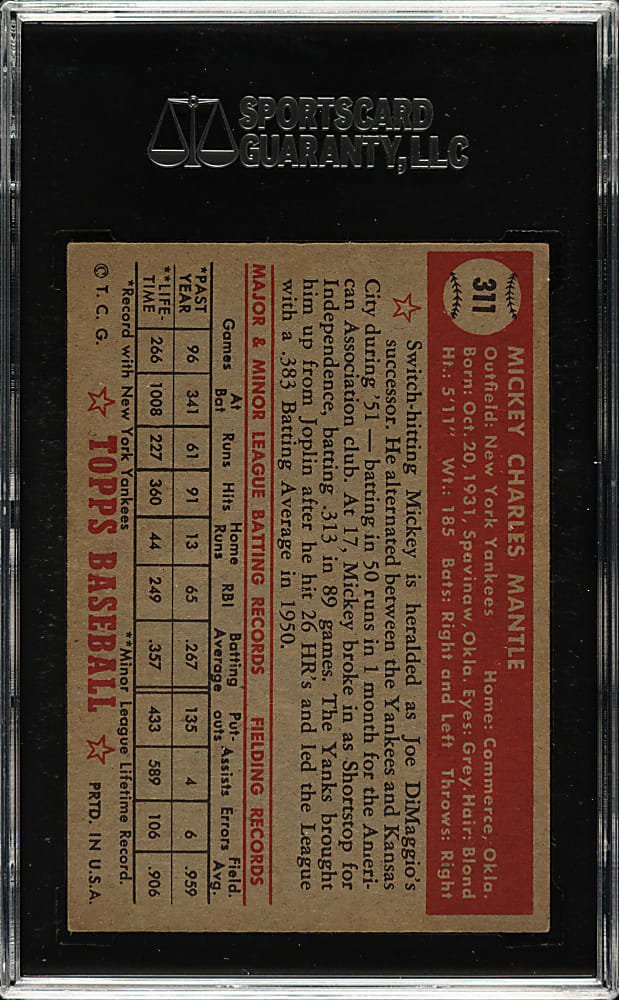 SPORTSCARD
GUARANTY, LLC
311
MICKEY CHARLES MANTLE
Outfield: New York Yankees Home: Commerce, Okla.
Born: Oct. 20, 1931, Spavinaw, Okla. Eyes: Grey Hair: Blond
Ht.: 5'11" Wt.: 185 Bats: Right and Left Throws: Right
Switch-hitting Mickey is heralded as Joe DiMaggio's
successor. He alternated between the Yankees and Kansas
City during '51 — batting in 50 runs in 1 month for the Ameri-
can Association club. At 17, Mickey broke in as Shortstop for
Independence, batting .313 in 89 games. The Yanks brought
him up from Joplin after he hit 26 HR's and led the League
with a .383 Batting Average in 1950.
MAJOR & MINOR LEAGUE BATTING RECORDS FIELDING RECORDS
Games At Bat Runs Hits Home Runs RBI Batting Average Put-outs Assists Errors Field. Avg.
*PAST YEAR 96 341 61 91 13 65 .267 135 4 6 .959
**LIFE-TIME 266 1008 227 360 44 249 .357 433 589 106 .906
*Record with New York Yankees **Minor League Lifetime Record.
© T. C. G. TOPPS BASEBALL PRTD. IN U.S.A.